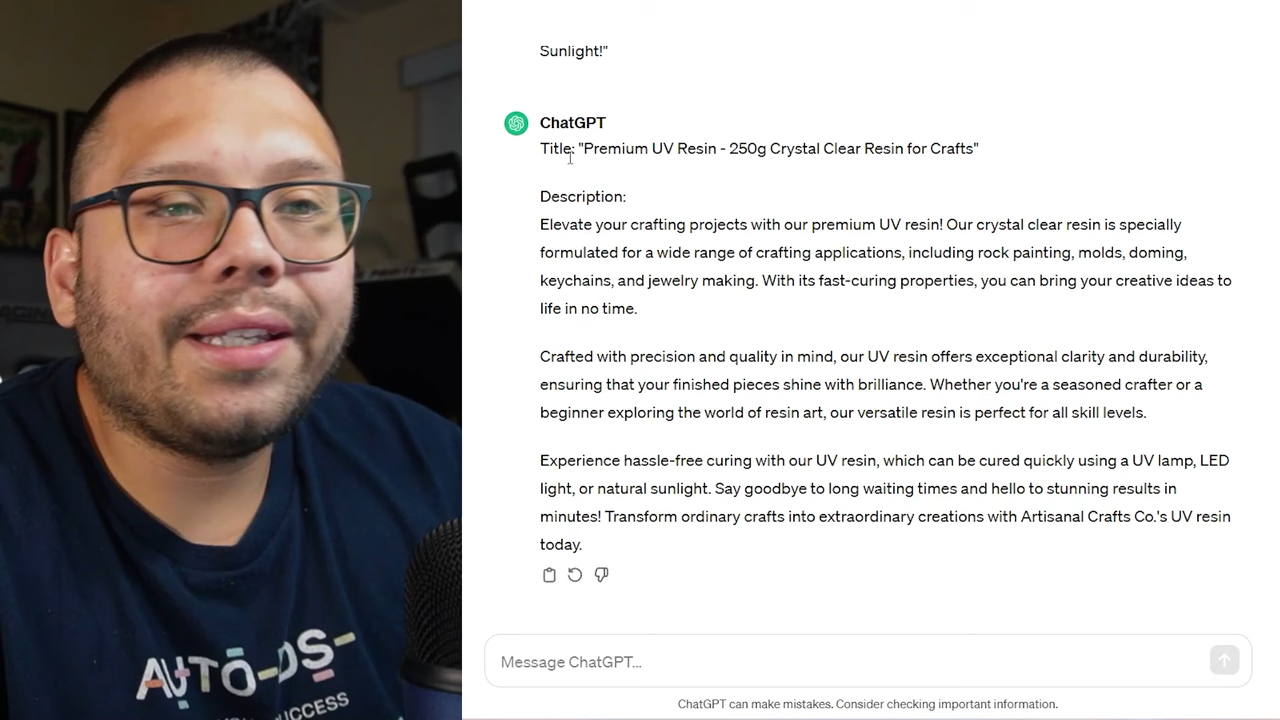 Sunlight!"
ChatGPT
Title: "Premium UV Resin - 250g Crystal Clear Resin for Crafts"
Description:
Elevate your crafting projects with our premium UV resin! Our crystal clear resin is specially
formulated for a wide range of crafting applications, including rock painting, molds, doming,
keychains, and jewelry making. With its fast-curing properties, you can bring your creative ideas to
life in no time.
Crafted with precision and quality in mind, our UV resin offers exceptional clarity and durability,
ensuring that your finished pieces shine with brilliance. Whether you're a seasoned crafter or a
beginner exploring the world of resin art, our versatile resin is perfect for all skill levels.
Experience hassle-free curing with our UV resin, which can be cured quickly using a UV lamp, LED
light, or natural sunlight. Say goodbye to long waiting times and hello to stunning results in
minutes! Transform ordinary crafts into extraordinary creations with Artisanal Crafts Co.'s UV resin
today.
Message ChatGPT...
ChatGPT can make mistakes. Consider checking important information.
AUTO-DS-